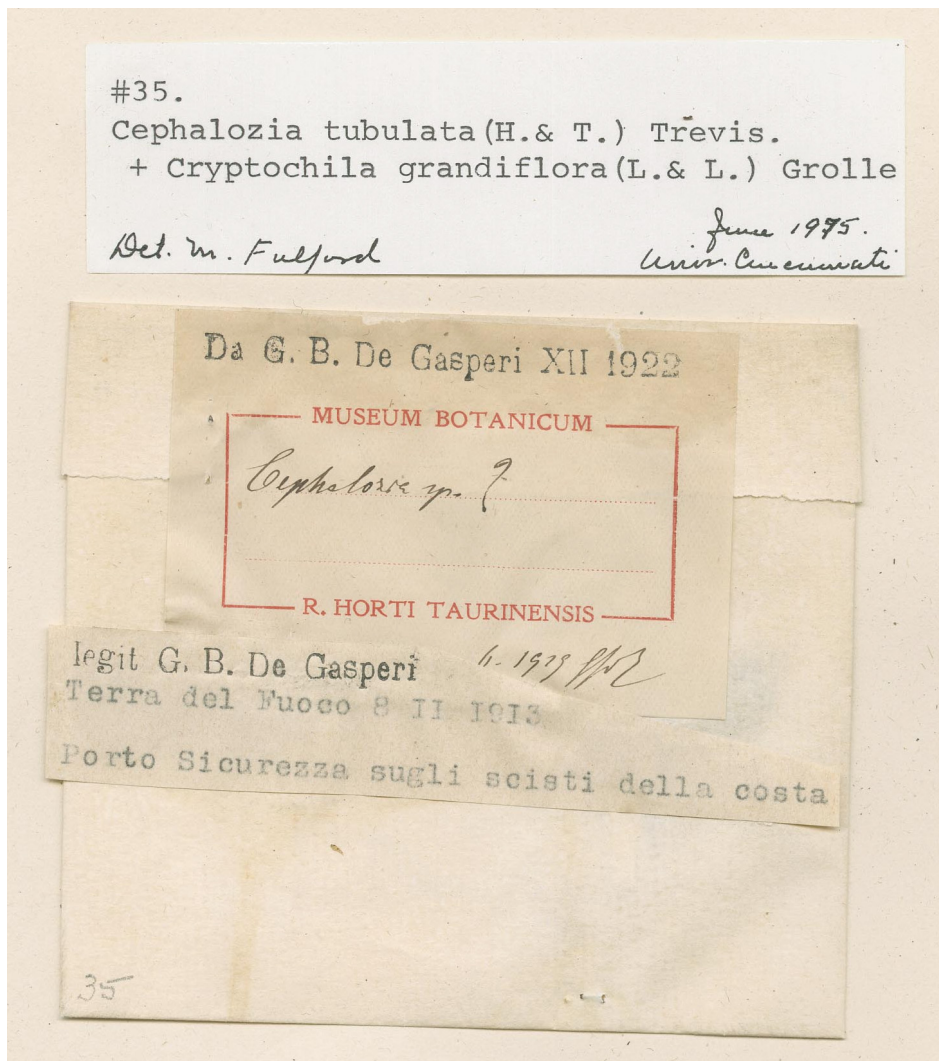 #35.
Cephalozia tubulata(H.& T.) Trevis.
+ Cryptochila grandiflora(L.& L.) Grolle
June 1975.
Det. M. Fulford
Univ. Cincinnati
Da G. B. De Gasperi XII 1922
MUSEUM BOTANICUM
Cephalozia sp. ?
R. HORTI TAURINENSIS
legit G. B. De Gasperi
Terra del Fuoco 8 II 1913
Porto Sicurezza sugli scisti della costa
35